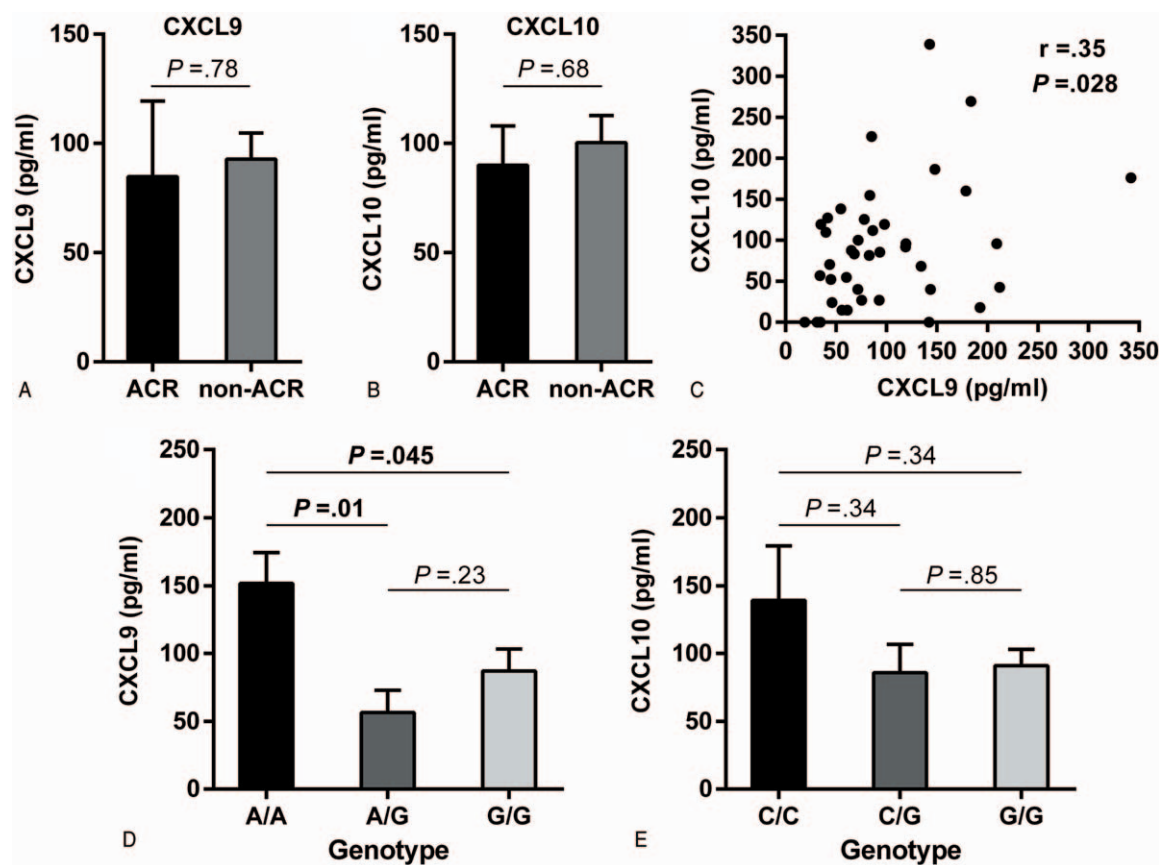 CXCL9
P =.78
CXCL9 (pg/ml)
150
100
50
0
ACR non-ACR
A
CXCL10
P =.68
CXCL10 (pg/ml)
150
100
50
0
ACR non-ACR
B
r =.35
P =.028
CXCL10 (pg/ml)
350
300
250
200
150
100
50
0
0 50 100 150 200 250 300 350
CXCL9 (pg/ml)
C
P =.045
P =.01
P =.23
CXCL9 (pg/ml)
250
200
150
100
50
0
A/A A/G G/G
Genotype
D
P =.34
P =.34
P =.85
CXCL10 (pg/ml)
250
200
150
100
50
0
C/C C/G G/G
Genotype
E